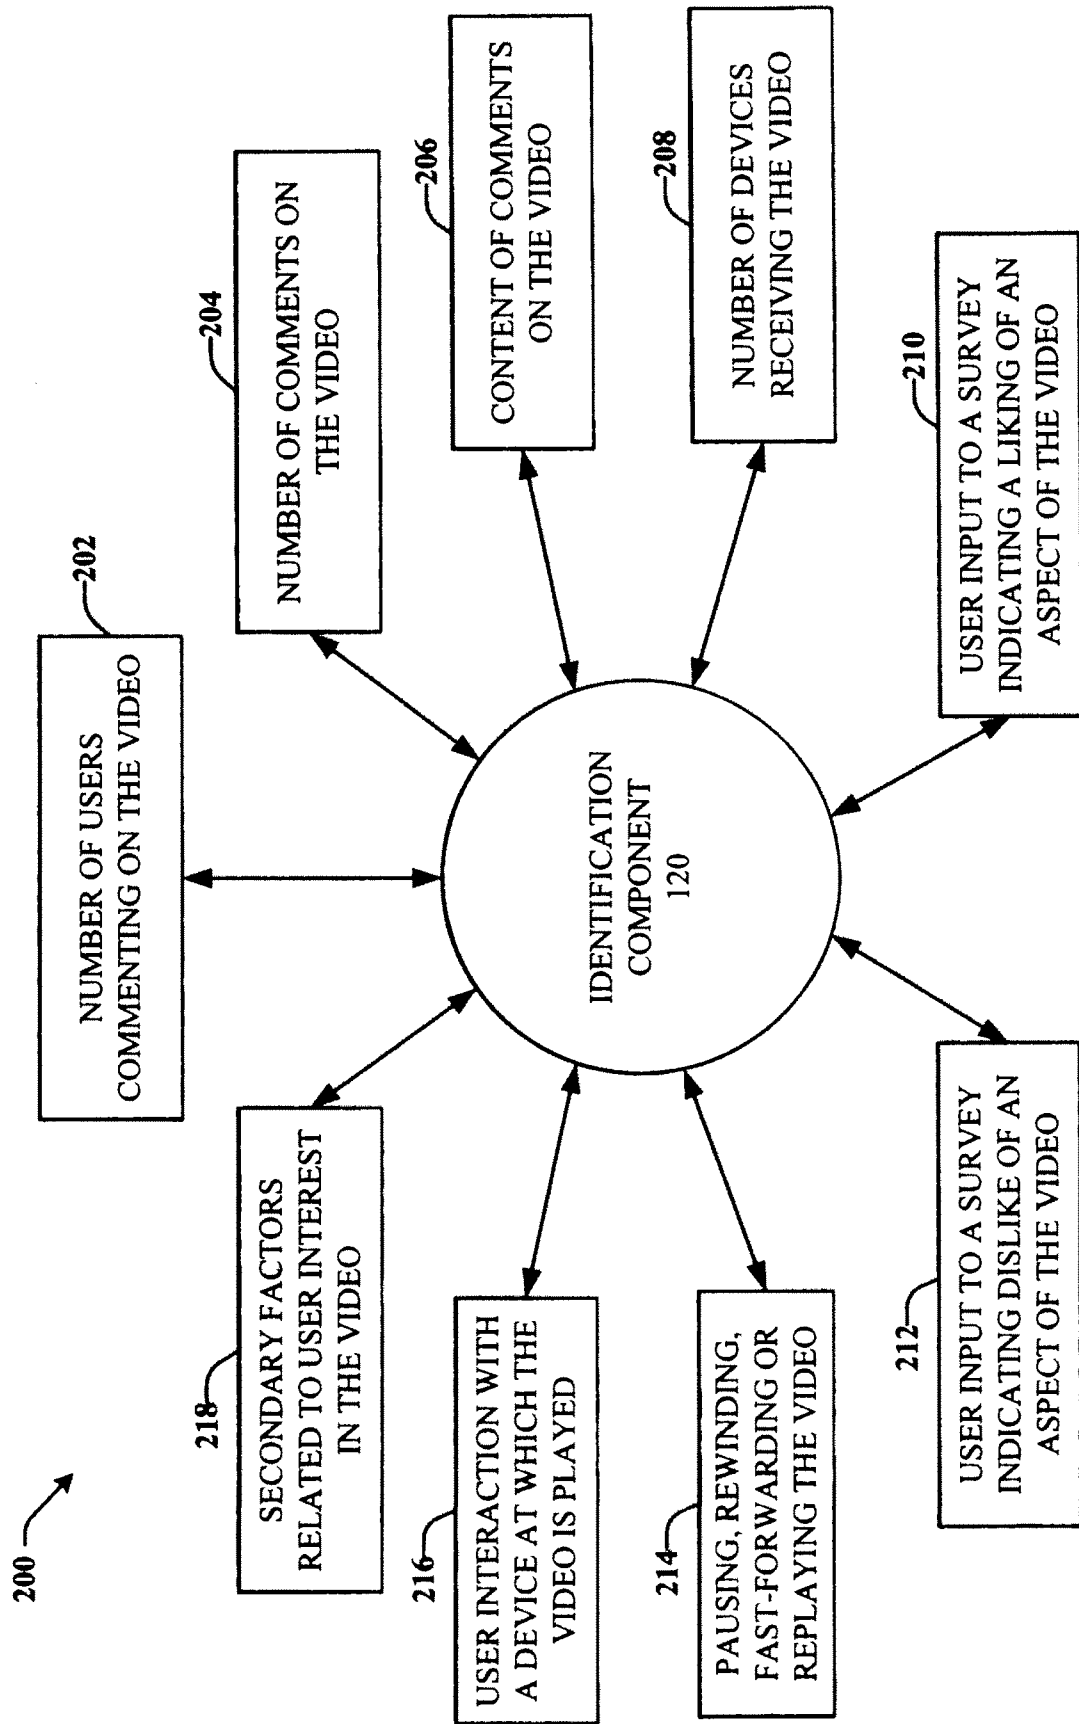 200
202
NUMBER OF USERS
COMMENTING ON THE VIDEO
204
NUMBER OF COMMENTS ON
THE VIDEO
206
CONTENT OF COMMENTS
ON THE VIDEO
208
NUMBER OF DEVICES
RECEIVING THE VIDEO
210
USER INPUT TO A SURVEY
INDICATING A LIKING OF AN
ASPECT OF THE VIDEO
212
USER INPUT TO A SURVEY
INDICATING DISLIKE OF AN
ASPECT OF THE VIDEO
214
PAUSING, REWINDING,
FAST-FORWARDING OR
REPLAYING THE VIDEO
216
USER INTERACTION WITH
A DEVICE AT WHICH THE
VIDEO IS PLAYED
218
SECONDARY FACTORS
RELATED TO USER INTEREST
IN THE VIDEO
IDENTIFICATION
COMPONENT
120